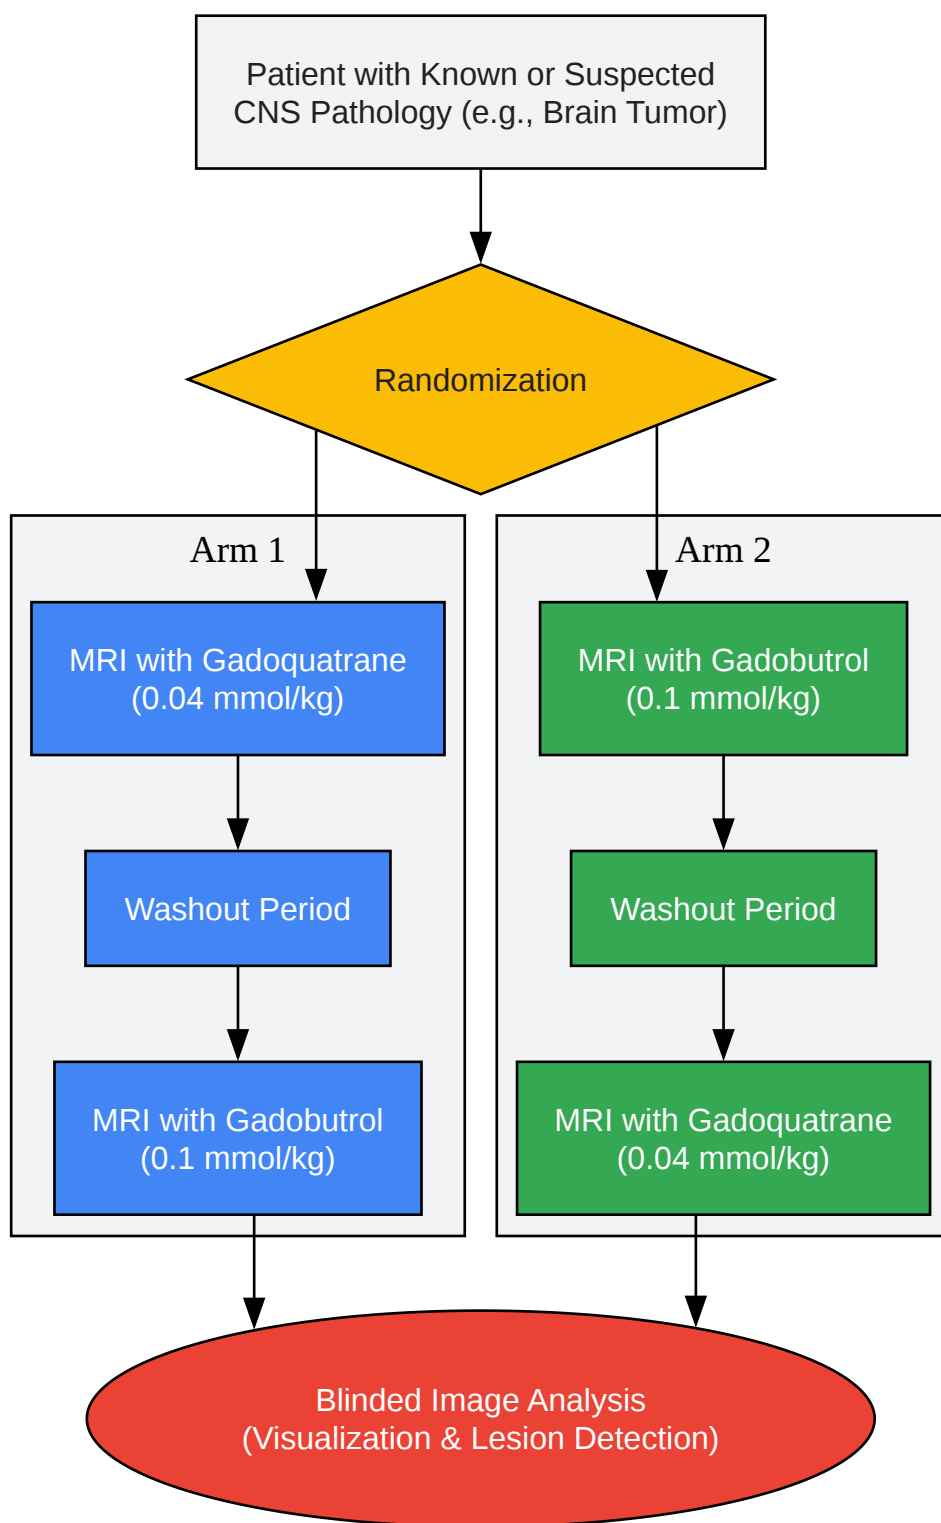 Patient with Known or Suspected
CNS Pathology (e.g., Brain Tumor)
Randomization
Arm 1
MRI with Gadoquatrane
(0.04 mmol/kg)
Washout Period
MRI with Gadobutrol
(0.1 mmol/kg)
Arm 2
MRI with Gadobutrol
(0.1 mmol/kg)
Washout Period
MRI with Gadoquatrane
(0.04 mmol/kg)
Blinded Image Analysis
(Visualization & Lesion Detection)